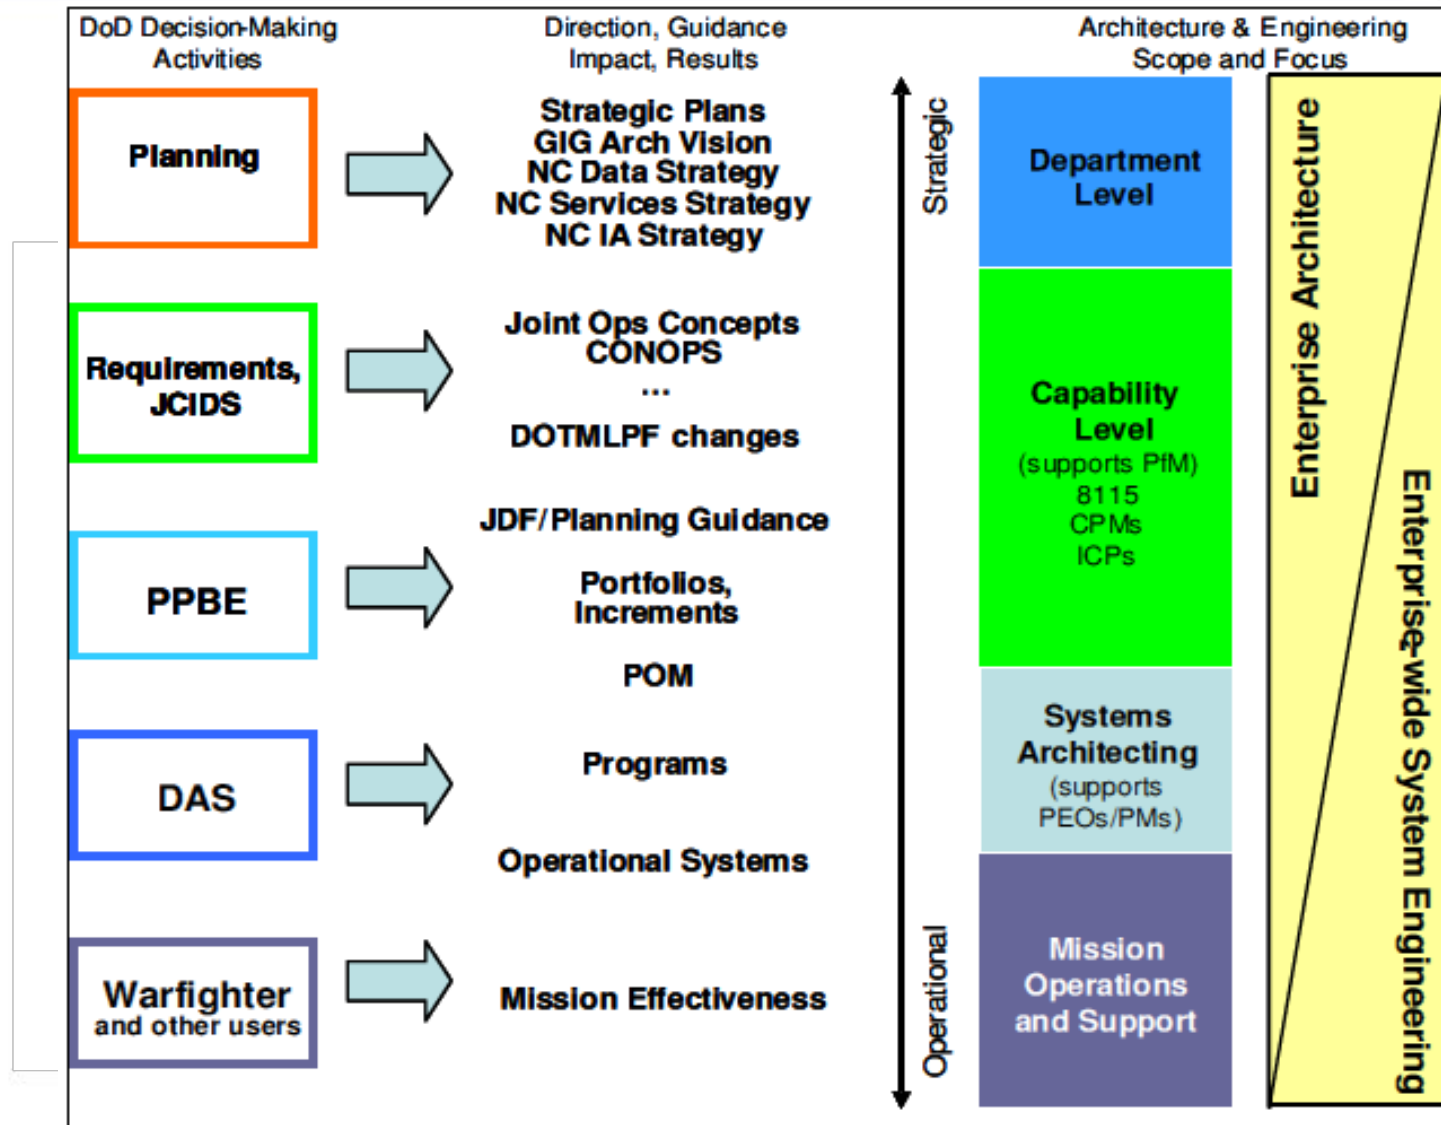 DoD Decision-Making
Activities
Direction, Guidance
Impact, Results
Architecture & Engineering
Scope and Focus
Planning
Strategic Plans
GIG Arch Vision
NC Data Strategy
NC Services Strategy
NC IA Strategy
Requirements,
JCIDS
Joint Ops Concepts
CONOPS
...
DOTMLPF changes
PPBE
JDF/Planning Guidance
Portfolios,
Increments
POM
DAS
Programs
Operational Systems
Warfighter
and other users
Mission Effectiveness
Strategic
Operational
Department
Level
Capability
Level
(supports PfM)
8115
CPMs
ICPs
Systems
Architecting
(supports
PEOs/PMs)
Mission
Operations
and Support
Enterprise Architecture
Enterprise-wide System Engineering